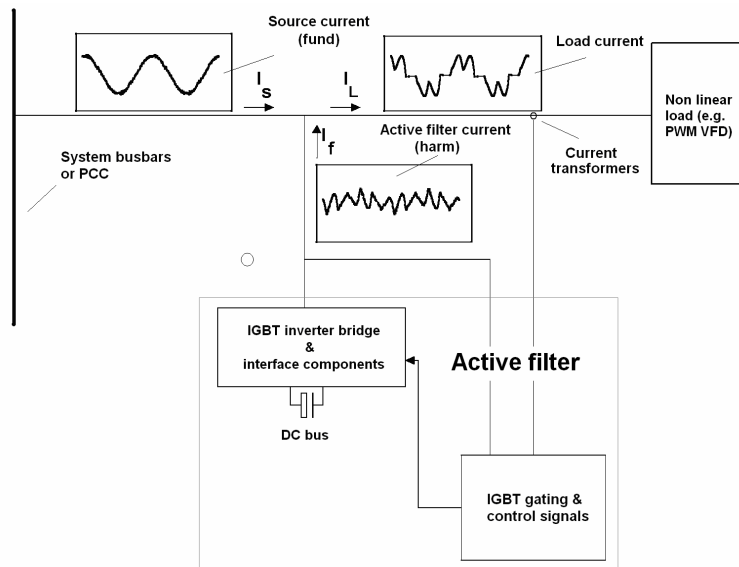 Source current
(fund)
Load current
I
s
I
L
Non linear
load (e.g.
PWM VFD)
System busbars
or PCC
I
f
Active filter current
(harm)
Current
transformers
IGBT inverter bridge
&
interface components
Active filter
DC bus
IGBT gating &
control signals